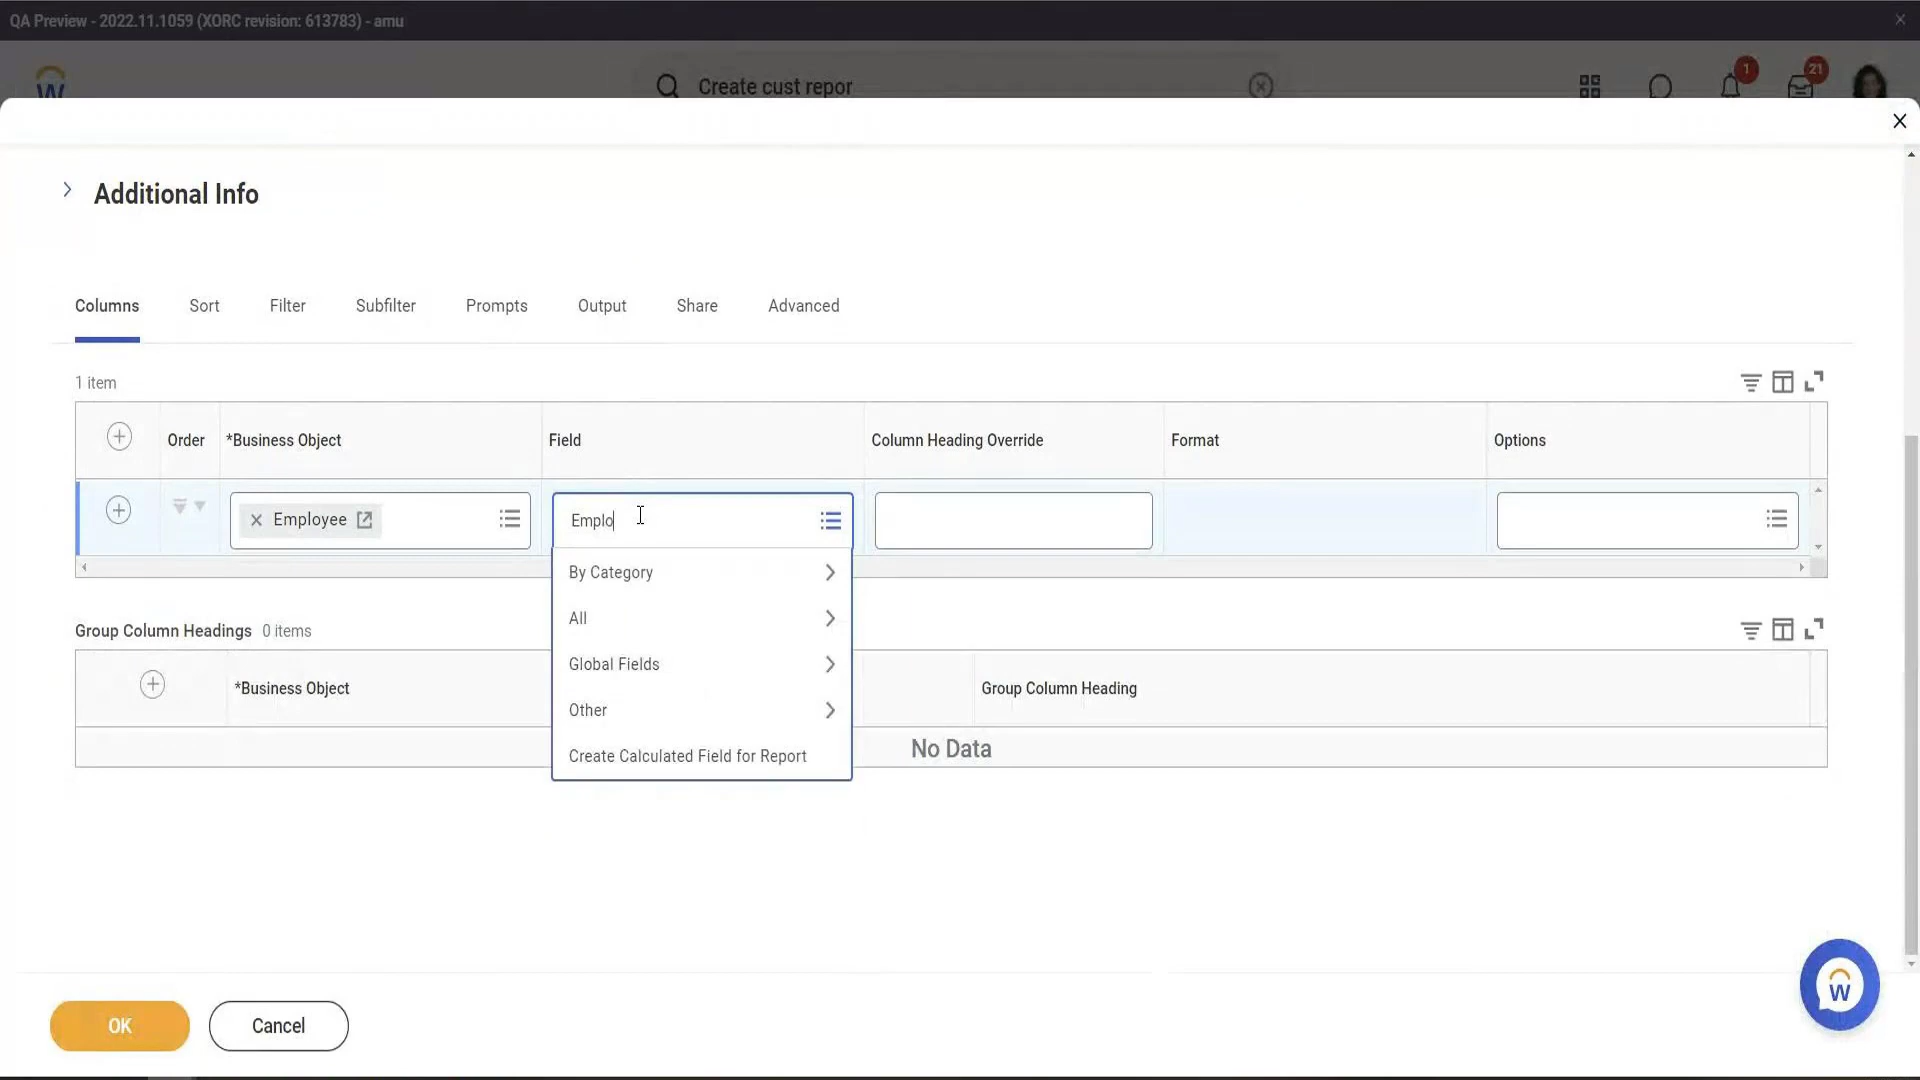 QA Preview - 2022.11.1059 (XORC revision: 613783) - amu
W
Create cust repor
1
21
Additional Info
Columns Sort Filter Subfilter Prompts Output Share Advanced
1 item
Order *Business Object Field Column Heading Override Format Options
Employee Emplo
By Category
All
Global Fields
Other
Create Calculated Field for Report
Group Column Headings 0 items
*Business Object Group Column Heading
No Data
W
OK Cancel